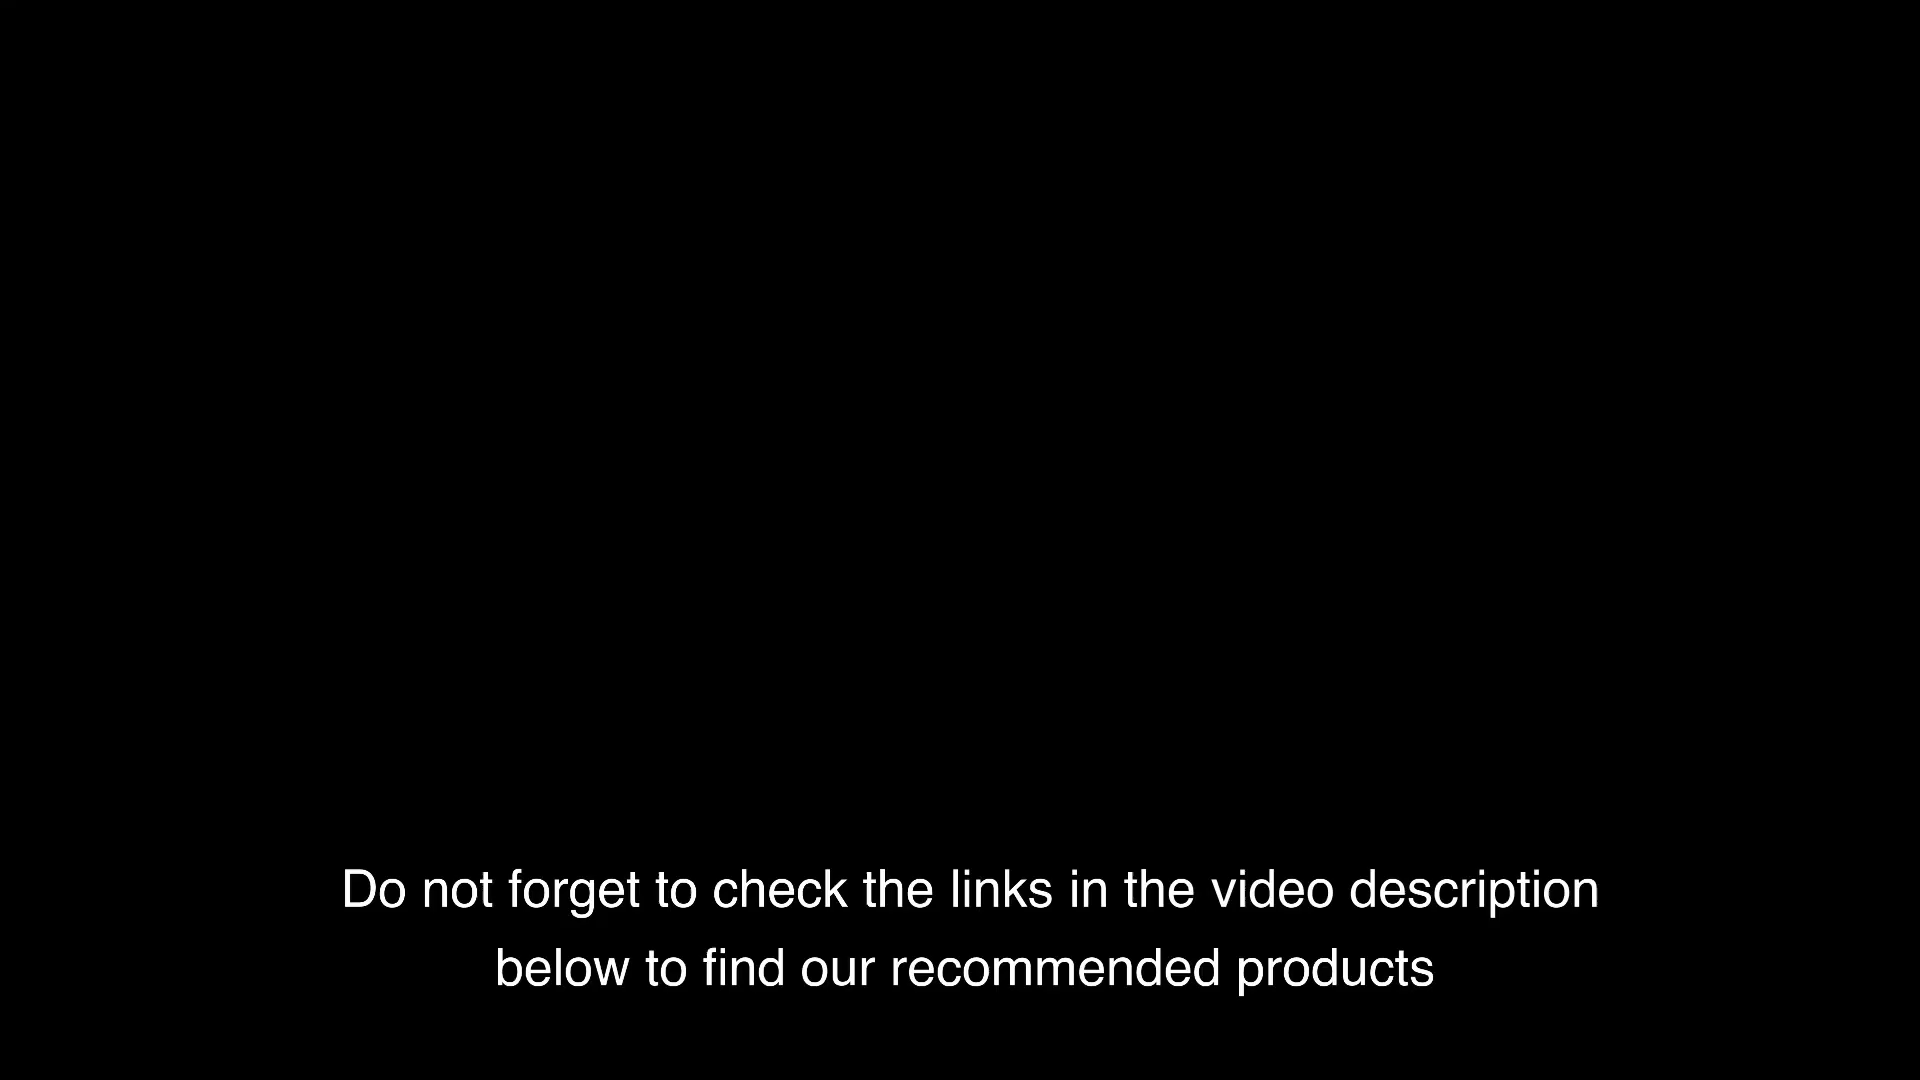 Do not forget to check the links in the video description
below to find our recommended products